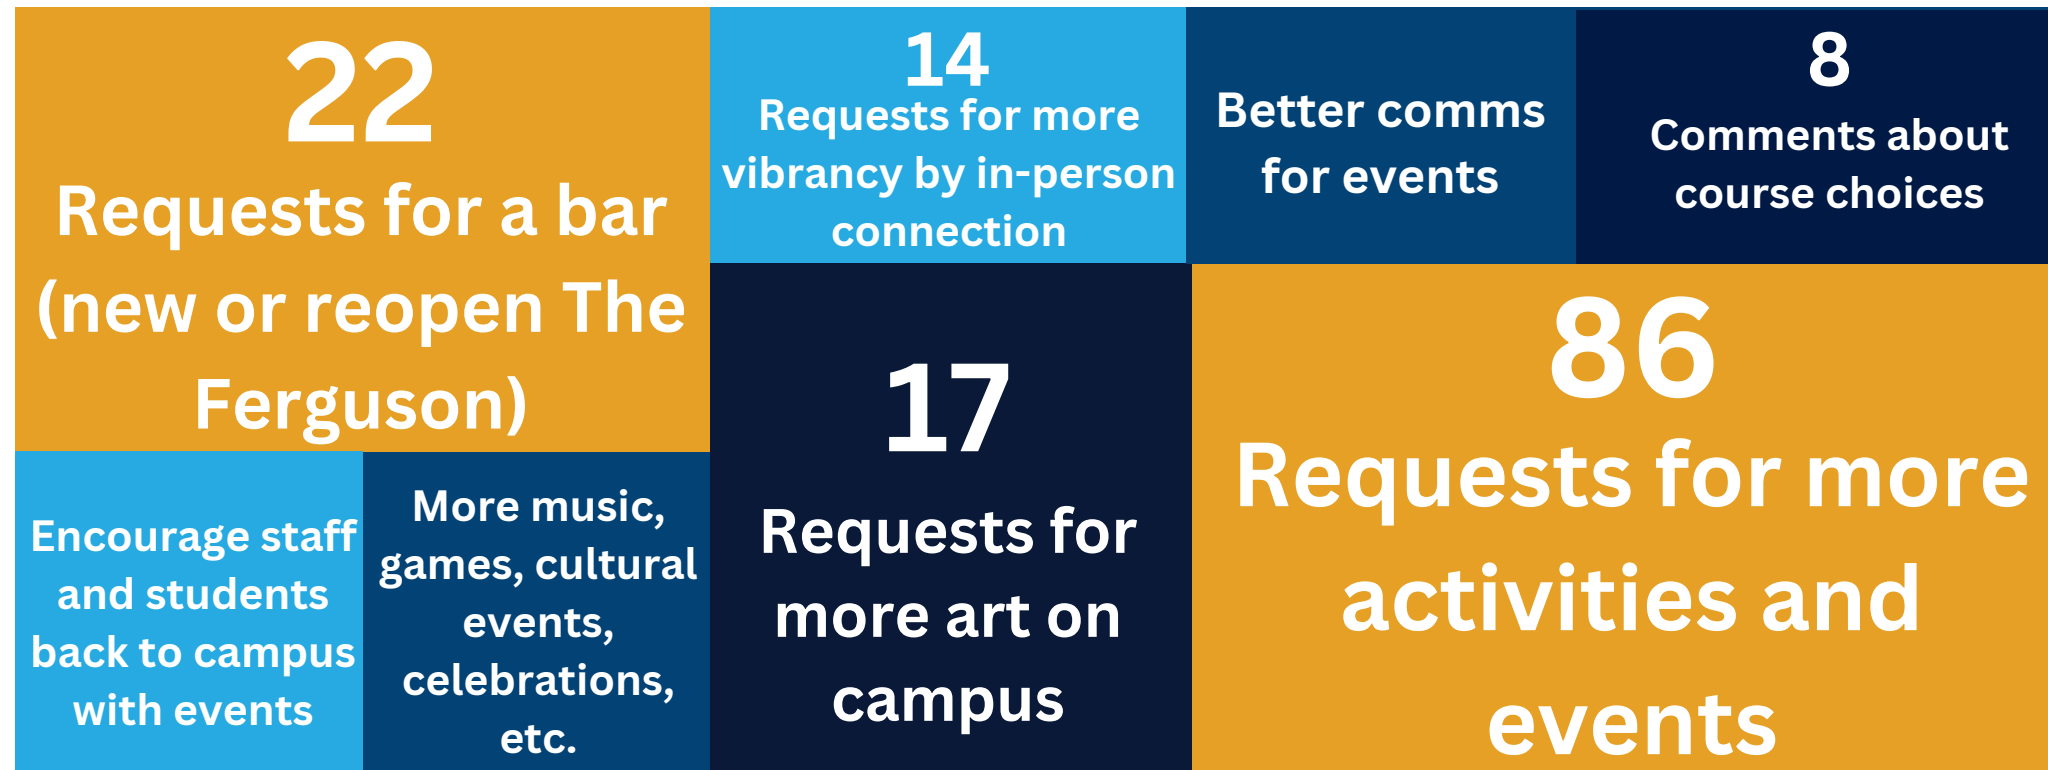 22
Requests for a bar
(new or reopen The
Ferguson)
14
Requests for more
vibrancy by in-person
connection
Better comms
for events
8
Comments about
course choices
Encourage staff
and students
back to campus
with events
More music,
games, cultural
events,
celebrations,
etc.
17
Requests for
more art on
campus
86
Requests for more
activities and
events